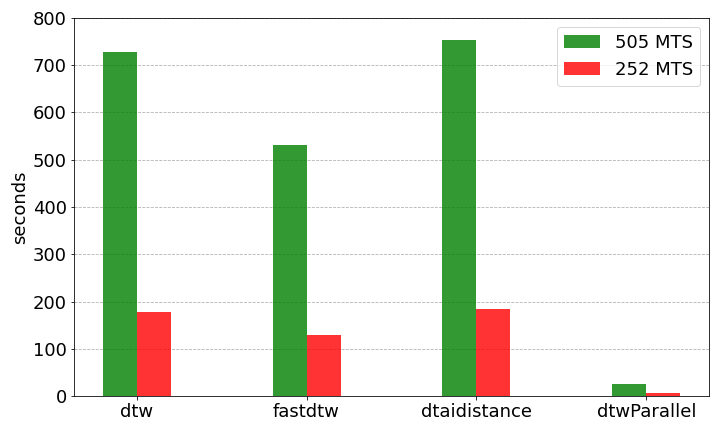 800
700
600
500
400
300
200
100
0
seconds
505 MTS
252 MTS
dtw
fastdtw
dtaidistance
dtwParallel